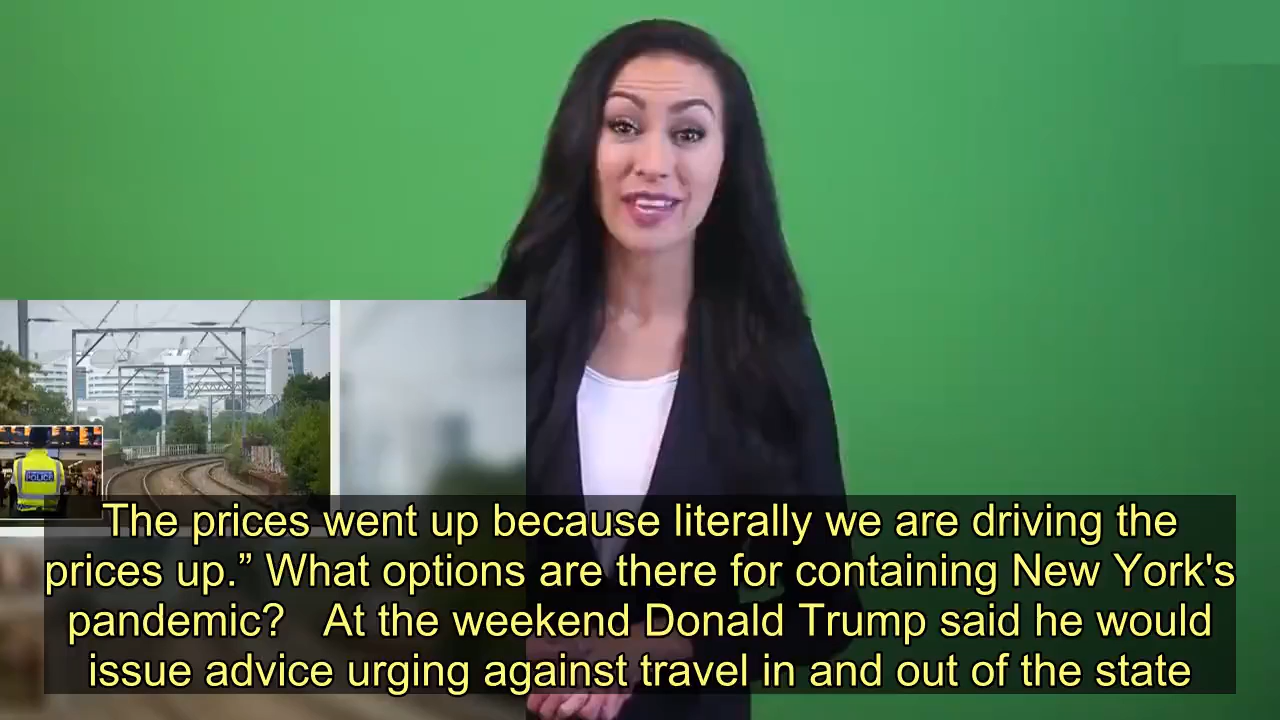 POLICE
The prices went up because literally we are driving the
prices up.” What options are there for containing New York's
pandemic?   At the weekend Donald Trump said he would
issue advice urging against travel in and out of the state